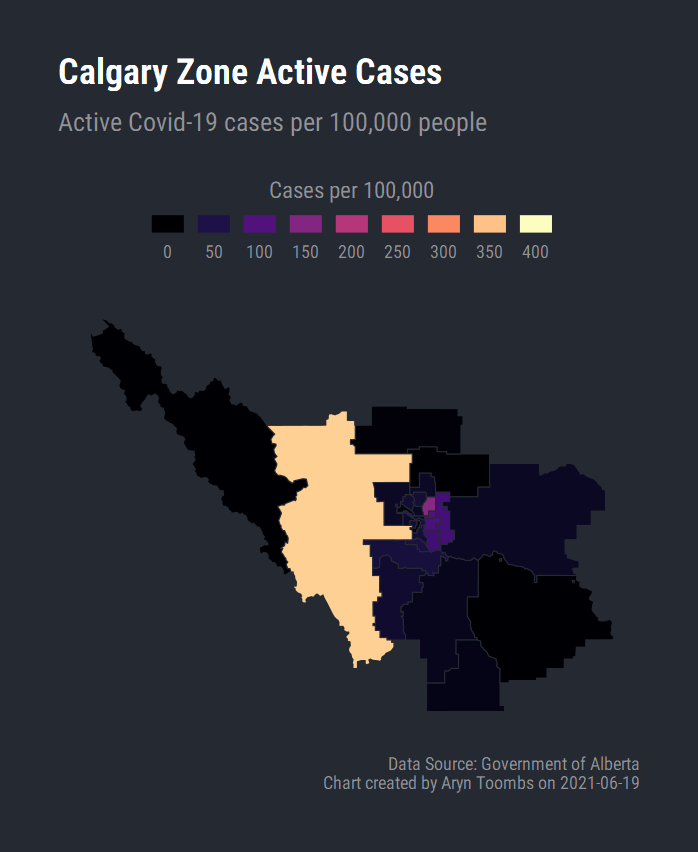 Calgary Zone Active Cases
Active Covid-19 cases per 100,000 people
Cases per 100,000
0 50 100 150 200 250 300 350 400
Data Source: Government of Alberta
Chart created by Aryn Toombs on 2021-06-19